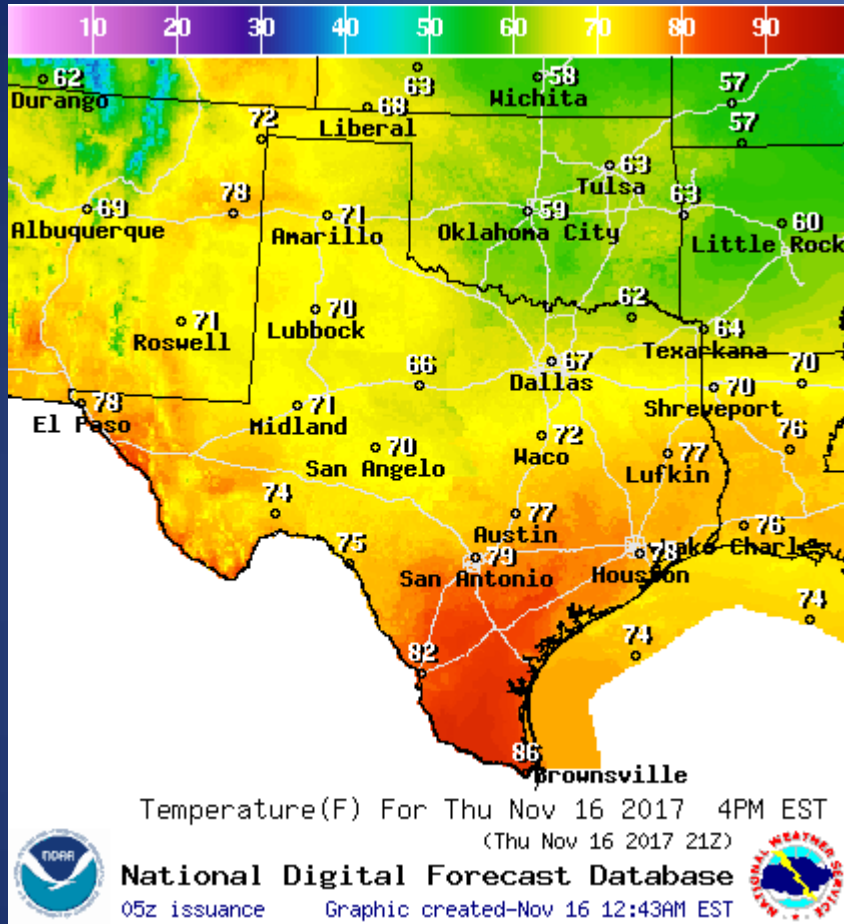 10 20 30 40 50 60 70 80 90
62
Durango
63
58
Wichita
57
68
Liberal
72
57
63
Tulsa
69
Albuquerque
78
71
Amarillo
59
Oklahoma City
63
60
Little Rock
71
Roswell
70
Lubbock
62
64
Texarkana
66
67
Dallas
70
Shreveport
70
78
El Paso
71
Midland
70
San Angelo
72
Waco
77
Lufkin
76
74
77
Austin
76
Lake Charles
75
79
San Antonio
78
Houston
74
74
82
86
Brownsville
Temperature(F) For Thu Nov 16 2017 4PM EST
(Thu Nov 16 2017 21Z)
noaa
National Digital Forecast Database
NATIONAL WEATHER SERVICE
05z issuance Graphic created-Nov 16 12:43AM EST